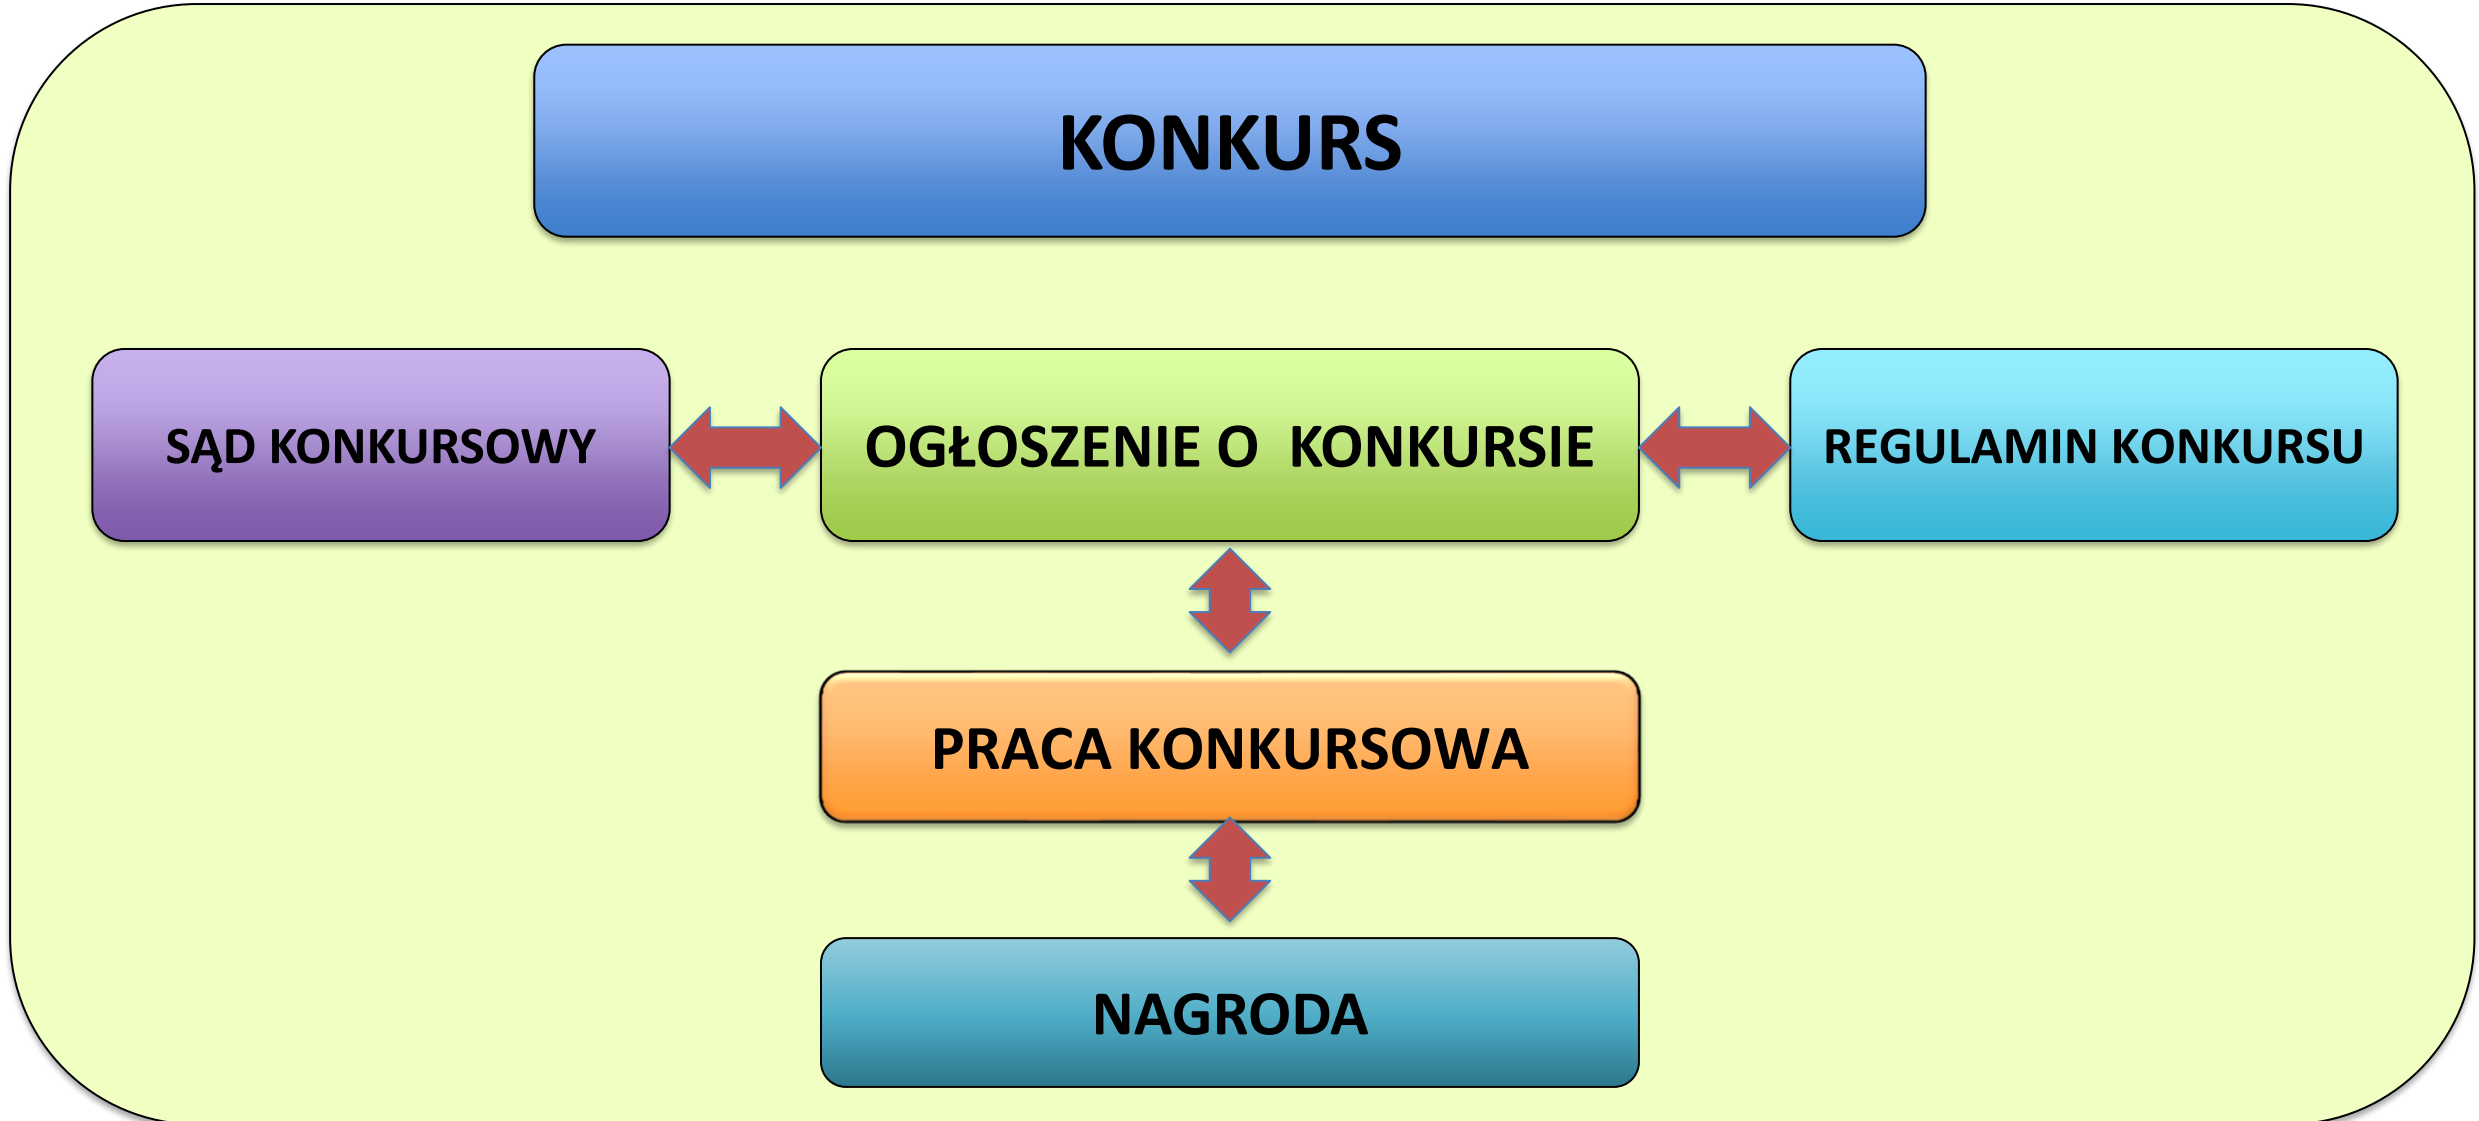 KONKURS
SĄD KONKURSOWY
OGŁOSZENIE O KONKURSIE
REGULAMIN KONKURSU
PRACA KONKURSOWA
NAGRODA